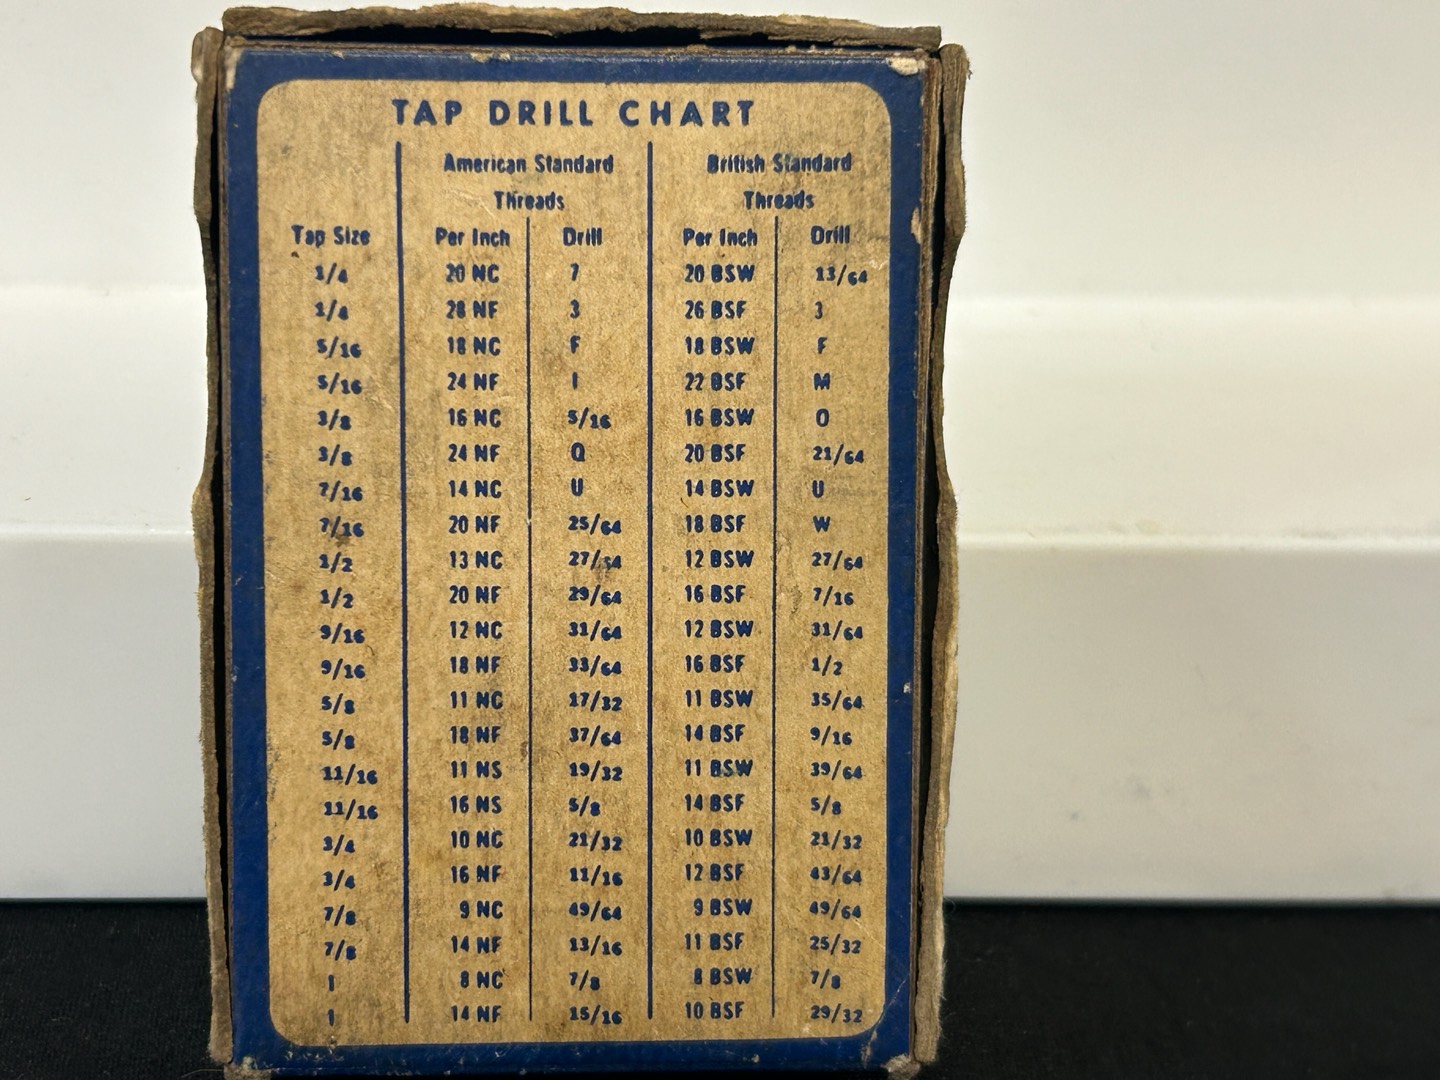 TAP DRILL CHART
American Standard British Standard
Threads Threads
Tap Size Per Inch Drill Per Inch Drill
1/4 20 NC 7 20 BSW 13/64
1/4 28 NF 3 26 BSF 3
5/16 18 NC F 18 BSW F
5/16 24 NF I 22 BSF M
3/8 16 NC 5/16 16 BSW O
3/8 24 NF Q 20 BSF 21/64
7/16 14 NC U 14 BSW U
7/16 20 NF 25/64 18 BSF W
1/2 13 NC 27/64 12 BSW 27/64
1/2 20 NF 29/64 16 BSF 7/16
9/16 12 NC 31/64 12 BSW 31/64
9/16 18 NF 33/64 16 BSF 1/2
5/8 11 NC 17/32 11 BSW 35/64
5/8 18 NF 37/64 14 BSF 9/16
11/16 11 NS 19/32 11 BSW 39/64
11/16 16 NS 5/8 14 BSF 5/8
3/4 10 NC 21/32 10 BSW 21/32
3/4 16 NF 11/16 12 BSF 43/64
7/8 9 NC 49/64 9 BSW 49/64
7/8 14 NF 13/16 11 BSF 25/32
1 8 NC 7/8 8 BSW 7/8
1 14 NF 15/16 10 BSF 29/32